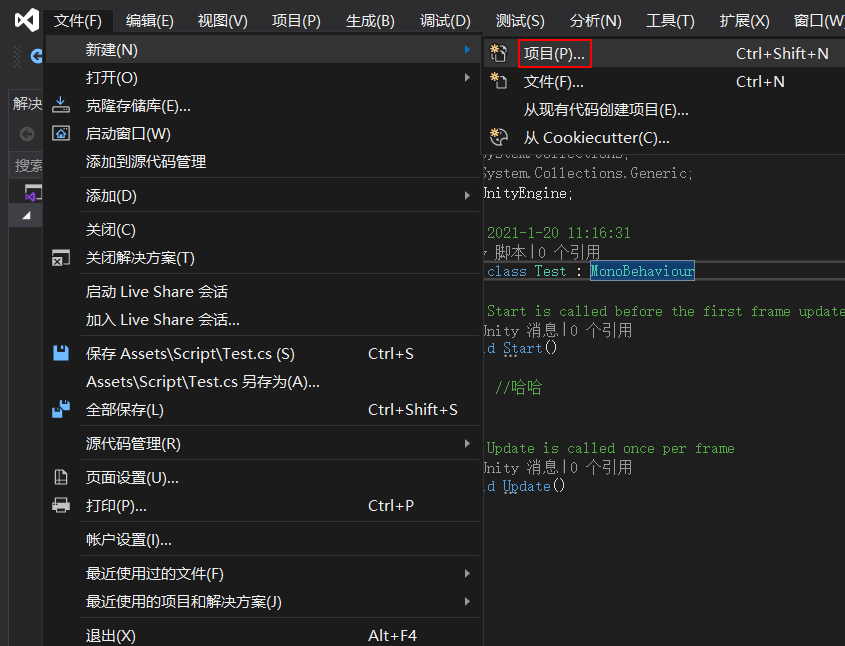 文件(F) 编辑(E) 视图(V) 项目(P) 生成(B) 调试(D) 测试(S) 分析(N) 工具(T) 扩展(X) 窗口(W
新建(N)
打开(O)
克隆存储库(E)...
启动窗口(W)
添加到源代码管理
添加(D)
关闭(C)
关闭解决方案(T)
启动 Live Share 会话
加入 Live Share 会话...
保存 Assets\Script\Test.cs (S) Ctrl+S
Assets\Script\Test.cs 另存为(A)...
全部保存(L) Ctrl+Shift+S
源代码管理(R)
页面设置(U)...
打印(P)... Ctrl+P
帐户设置(I)...
最近使用过的文件(F)
最近使用的项目和解决方案(J)
退出(X) Alt+F4
项目(P)... Ctrl+Shift+N
文件(F)... Ctrl+N
从现有代码创建项目(E)...
从 Cookiecutter(C)...
解决
搜索
System.Collections;
System.Collections.Generic;
UnityEngine;
2021-1-20 11:16:31
脚本|0 个引用
class Test : MonoBehaviour
Start is called before the first frame update
Unity 消息|0 个引用
id Start()
//哈哈
Update is called once per frame
Unity 消息|0 个引用
id Update()